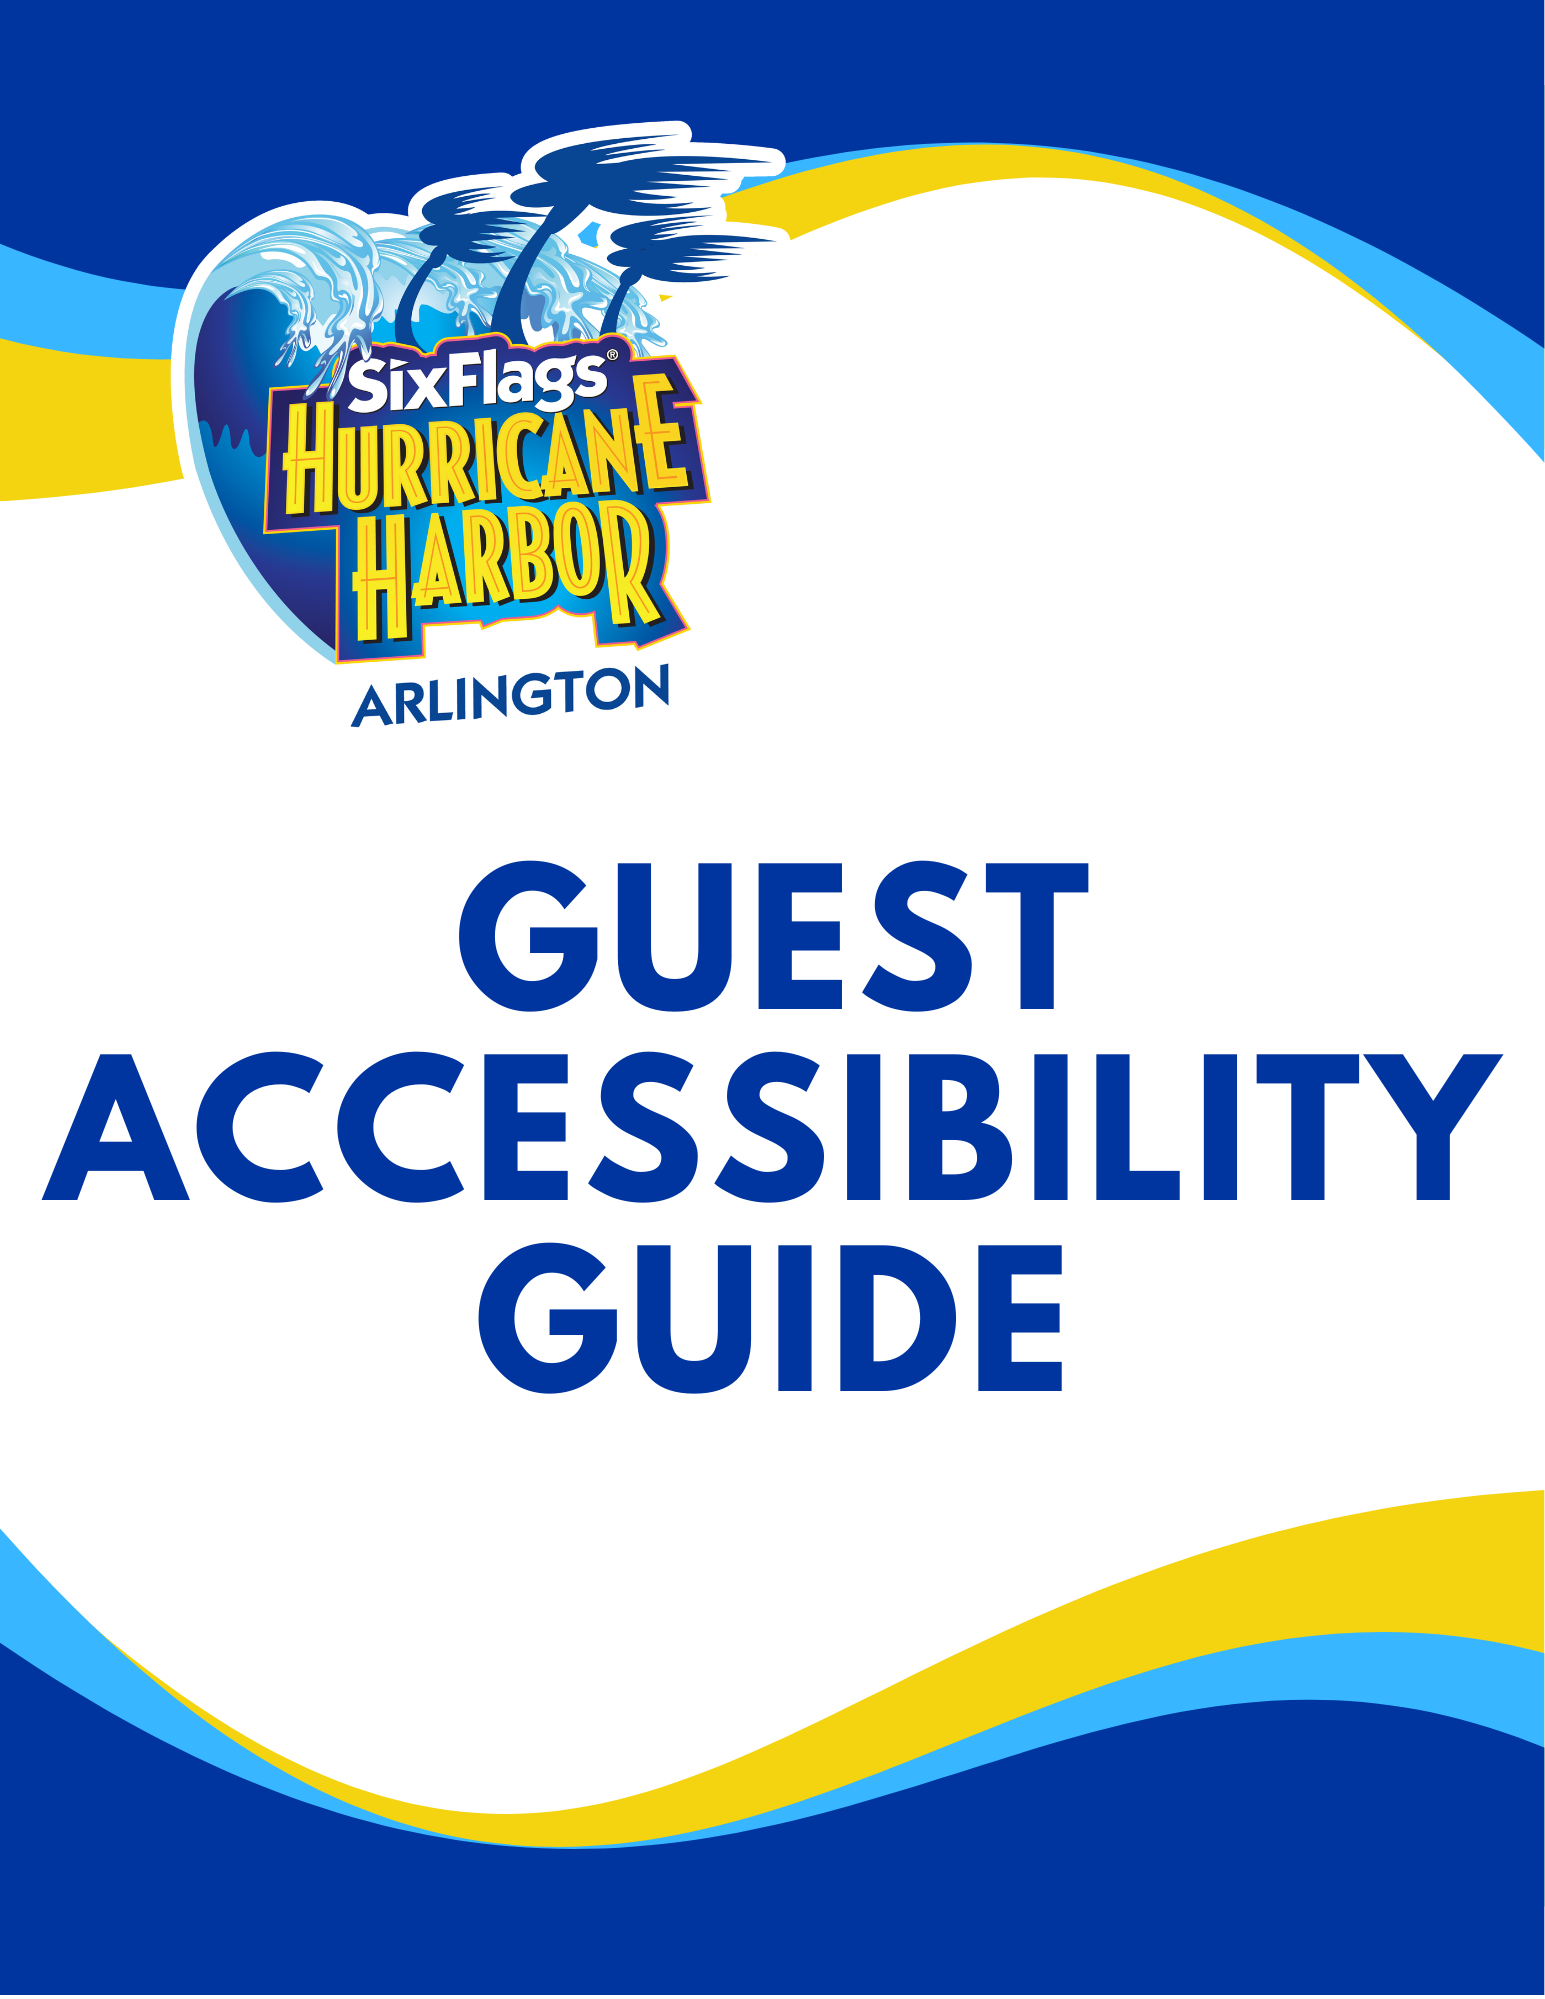 SixFlags®
HURRICANE
HARBOR
ARLINGTON
GUEST
ACCESSIBILITY
GUIDE